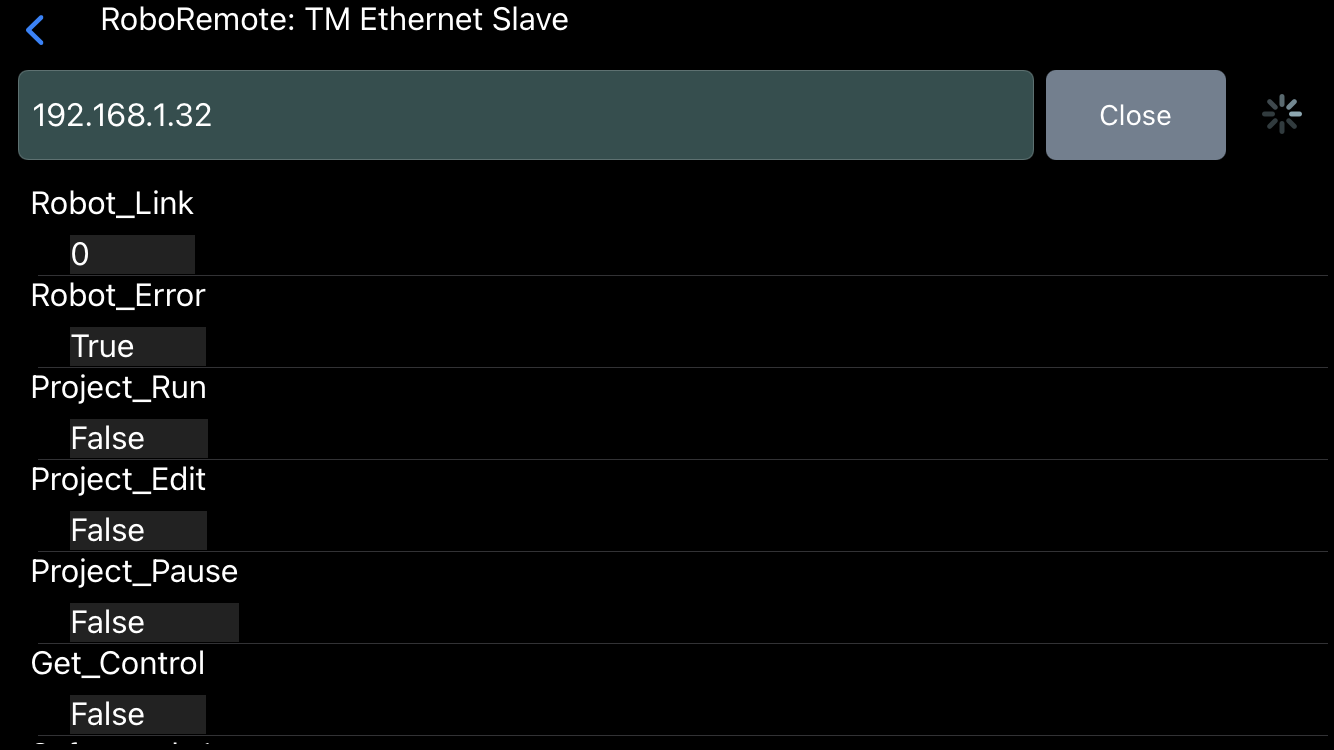 RoboRemote: TM Ethernet Slave
192.168.1.32
Close
Robot_Link
0
Robot_Error
True
Project_Run
False
Project_Edit
False
Project_Pause
False
Get_Control
False